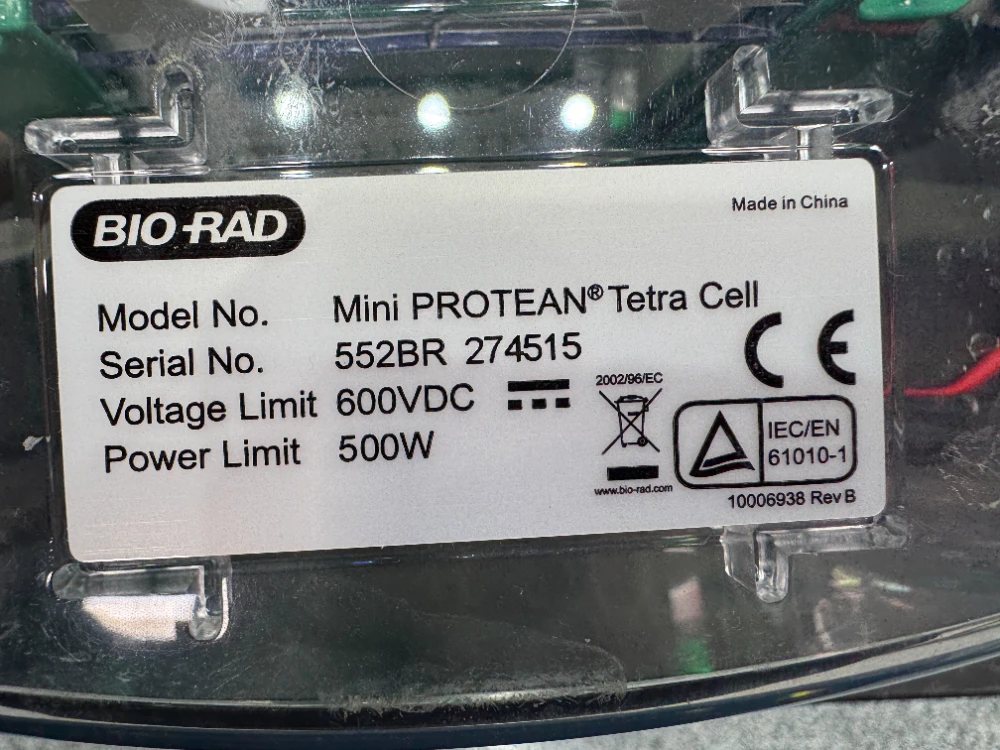 BIO-RAD
Made in China
Model No. Mini PROTEAN® Tetra Cell
Serial No. 552BR 274515
Voltage Limit 600VDC
Power Limit 500W
CE
2002/96/EC
www.bio-rad.com
IEC/EN
61010-1
10006938 Rev B